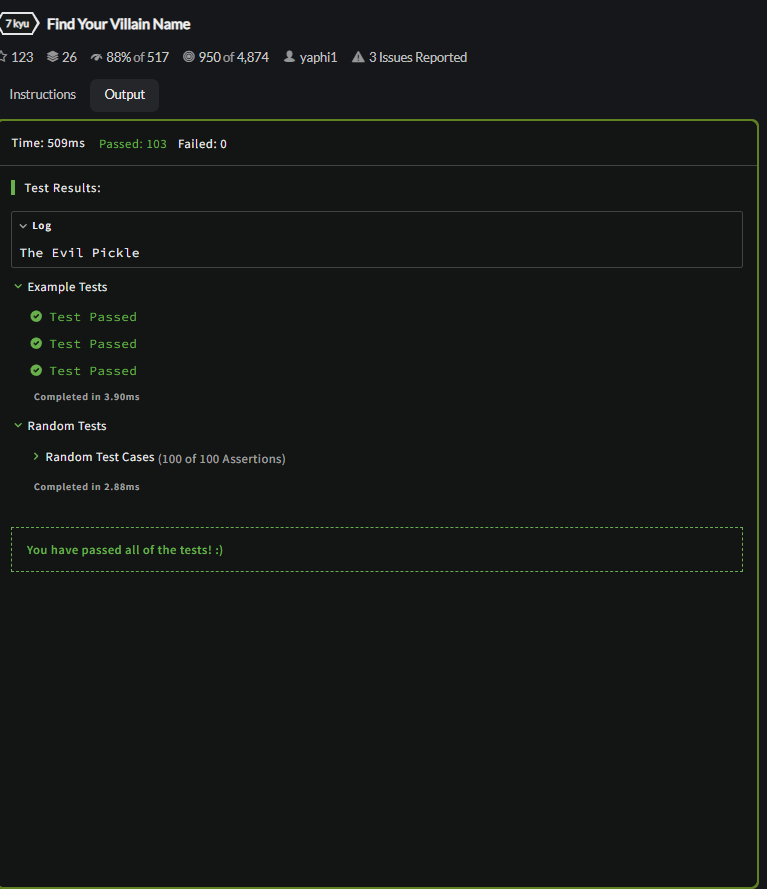 7 kyu Find Your Villain Name
123 26 88% of 517 950 of 4,874 yaphi1 3 Issues Reported
Instructions Output
Time: 509ms Passed: 103 Failed: 0
Test Results:
Log
The Evil Pickle
Example Tests
Test Passed
Test Passed
Test Passed
Completed in 3.90ms
Random Tests
Random Test Cases (100 of 100 Assertions)
Completed in 2.88ms
You have passed all of the tests! :)